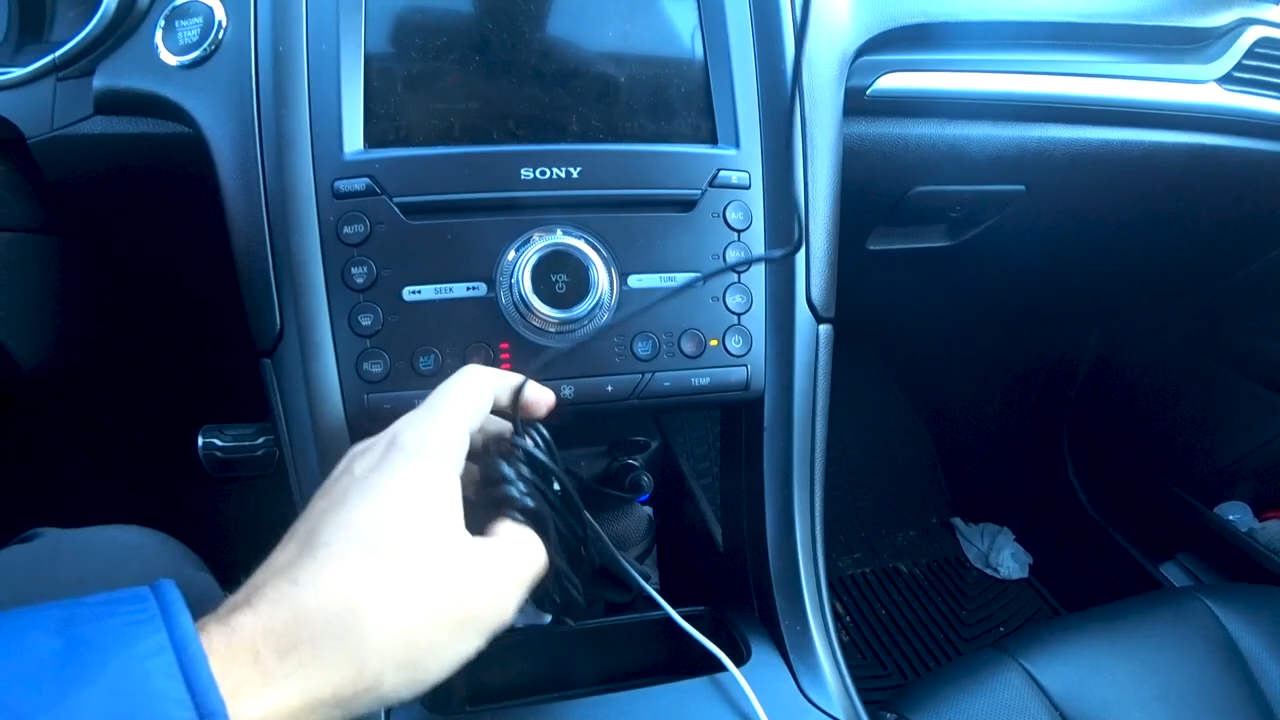 ENGINE
START
STOP
SONY
SOUND
AUTO
A/C
MAX
MAX
VOL
SEEK
TUNE
R
A/C
A/C
TEMP